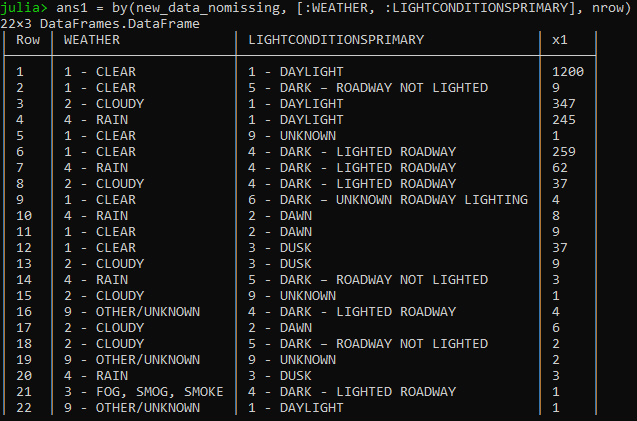 julia> ans1 = by(new_data_nomissing, [:WEATHER, :LIGHTCONDITIONSPRIMARY], nrow)
22×3 DataFrames.DataFrame
│ Row │ WEATHER │ LIGHTCONDITIONSPRIMARY │ x1 │
│ 1 │ 1 - CLEAR │ 1 - DAYLIGHT │ 1200 │
│ 2 │ 1 - CLEAR │ 5 - DARK – ROADWAY NOT LIGHTED │ 9 │
│ 3 │ 2 - CLOUDY │ 1 - DAYLIGHT │ 347 │
│ 4 │ 4 - RAIN │ 1 - DAYLIGHT │ 245 │
│ 5 │ 1 - CLEAR │ 9 - UNKNOWN │ 1 │
│ 6 │ 1 - CLEAR │ 4 - DARK - LIGHTED ROADWAY │ 259 │
│ 7 │ 4 - RAIN │ 4 - DARK - LIGHTED ROADWAY │ 62 │
│ 8 │ 2 - CLOUDY │ 4 - DARK - LIGHTED ROADWAY │ 37 │
│ 9 │ 1 - CLEAR │ 6 - DARK – UNKNOWN ROADWAY LIGHTING │ 4 │
│ 10 │ 4 - RAIN │ 2 - DAWN │ 8 │
│ 11 │ 1 - CLEAR │ 2 - DAWN │ 9 │
│ 12 │ 1 - CLEAR │ 3 - DUSK │ 37 │
│ 13 │ 2 - CLOUDY │ 3 - DUSK │ 9 │
│ 14 │ 4 - RAIN │ 5 - DARK – ROADWAY NOT LIGHTED │ 3 │
│ 15 │ 2 - CLOUDY │ 9 - UNKNOWN │ 1 │
│ 16 │ 9 - OTHER/UNKNOWN │ 4 - DARK - LIGHTED ROADWAY │ 4 │
│ 17 │ 2 - CLOUDY │ 2 - DAWN │ 6 │
│ 18 │ 2 - CLOUDY │ 5 - DARK – ROADWAY NOT LIGHTED │ 2 │
│ 19 │ 9 - OTHER/UNKNOWN │ 9 - UNKNOWN │ 2 │
│ 20 │ 4 - RAIN │ 3 - DUSK │ 3 │
│ 21 │ 3 - FOG, SMOG, SMOKE │ 4 - DARK - LIGHTED ROADWAY │ 1 │
│ 22 │ 9 - OTHER/UNKNOWN │ 1 - DAYLIGHT │ 1 │